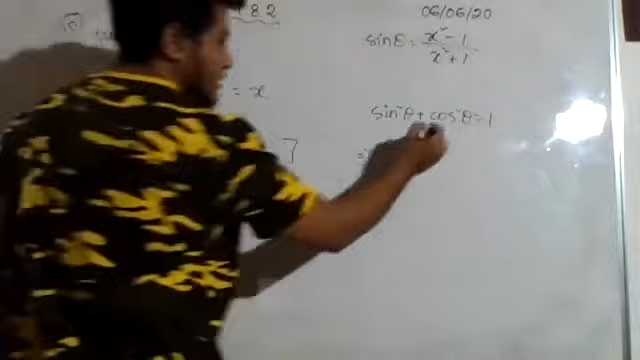 82
06/06/20
sinθ = x²-1/x²+1
= x
sin²θ + cos²θ = 1